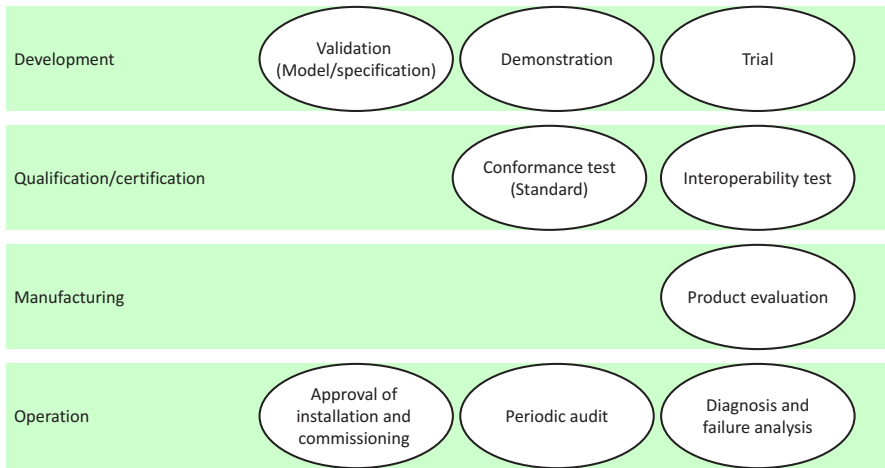 Development
Validation
(Model/specification)
Demonstration
Trial
Qualification/certification
Conformance test
(Standard)
Interoperability test
Manufacturing
Product evaluation
Operation
Approval of
installation and
commissioning
Periodic audit
Diagnosis and
failure analysis